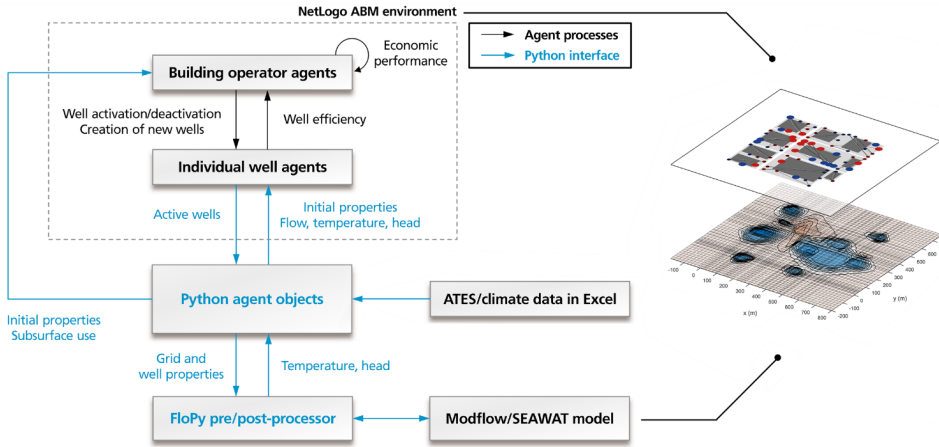 NetLogo ABM environment
Agent processes
Python interface
Economic
performance
Building operator agents
Well activation/deactivation
Creation of new wells
Well efficiency
Individual well agents
Active wells
Initial properties
Flow, temperature, head
Python agent objects
ATES/climate data in Excel
Initial properties
Subsurface use
Grid and
well properties
Temperature, head
FloPy pre/post-processor
Modflow/SEAWAT model
-100
0
100
200
300
400
500
600
700
800
x (m)
-200
-100
0
100
200
300
400
500
600
y (m)